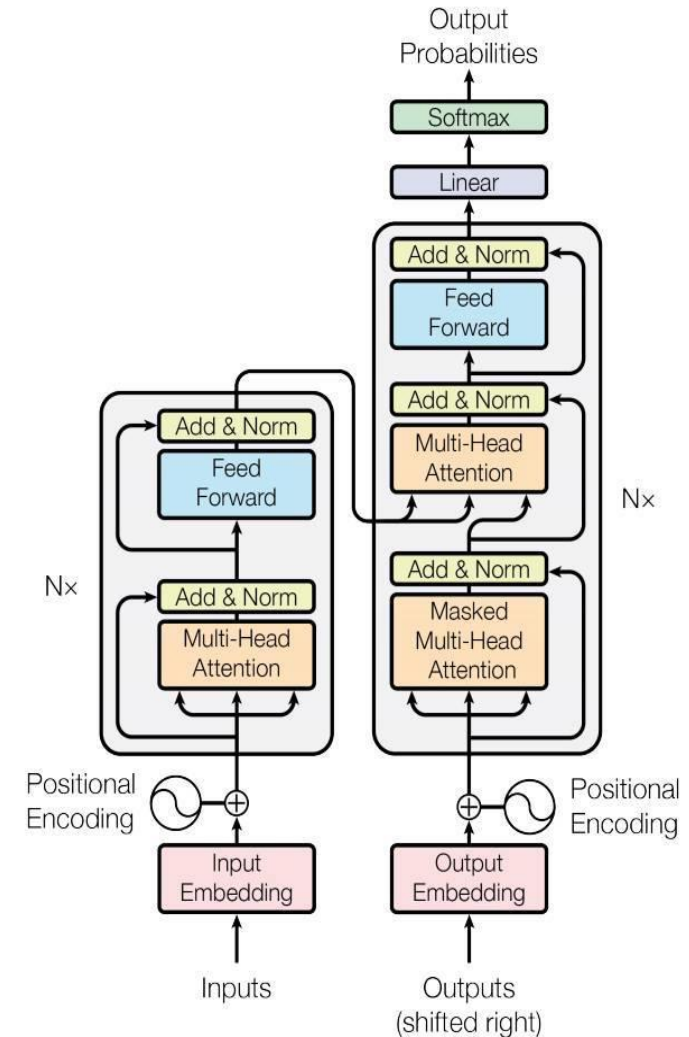 Output
Probabilities
Softmax
Linear
Add & Norm
Feed
Forward
Add & Norm
Multi-Head
Attention
Add & Norm
Masked
Multi-Head
Attention
Nx
Add & Norm
Feed
Forward
Add & Norm
Multi-Head
Attention
Nx
Positional
Encoding
Positional
Encoding
Input
Embedding
Output
Embedding
Inputs
Outputs
(shifted right)